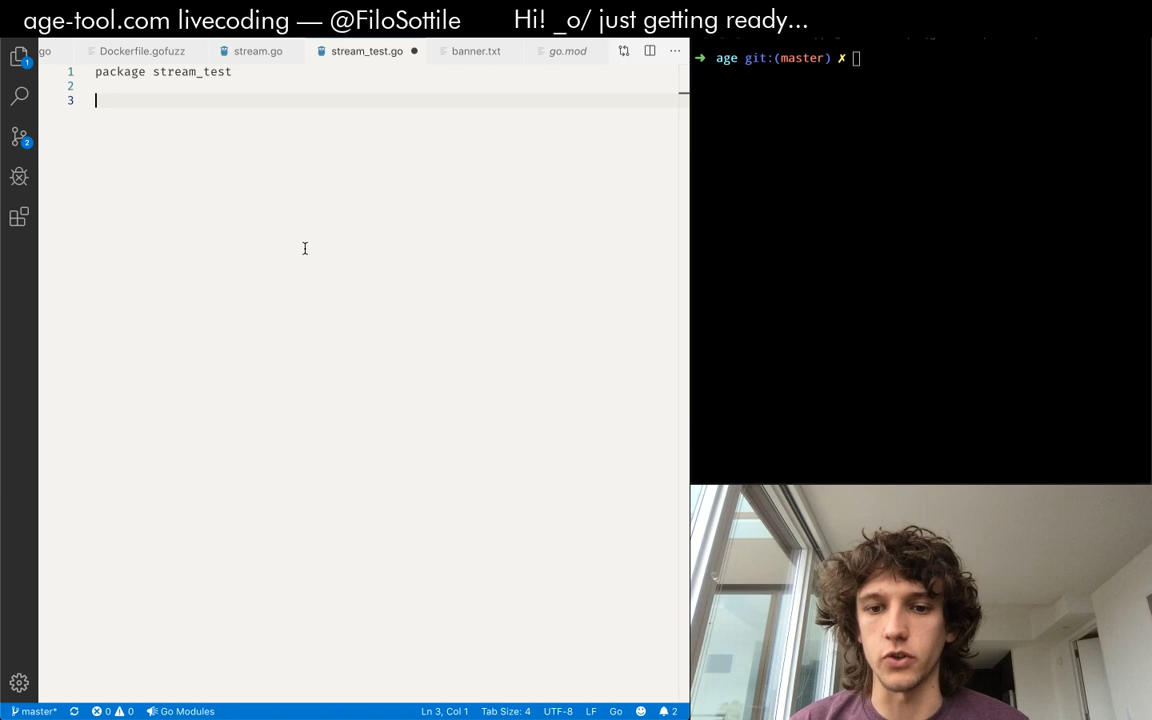 age-tool.com livecoding — @FiloSottile
Hi! _o/ just getting ready...
go
Dockerfile.gofuzz
stream.go
stream_test.go
banner.txt
go.mod
1 package stream_test
2
3
1
2
➜ age git:(master) ✗
master*
0
0
Go Modules
Ln 3, Col 1
Tab Size: 4
UTF-8
LF
Go
2